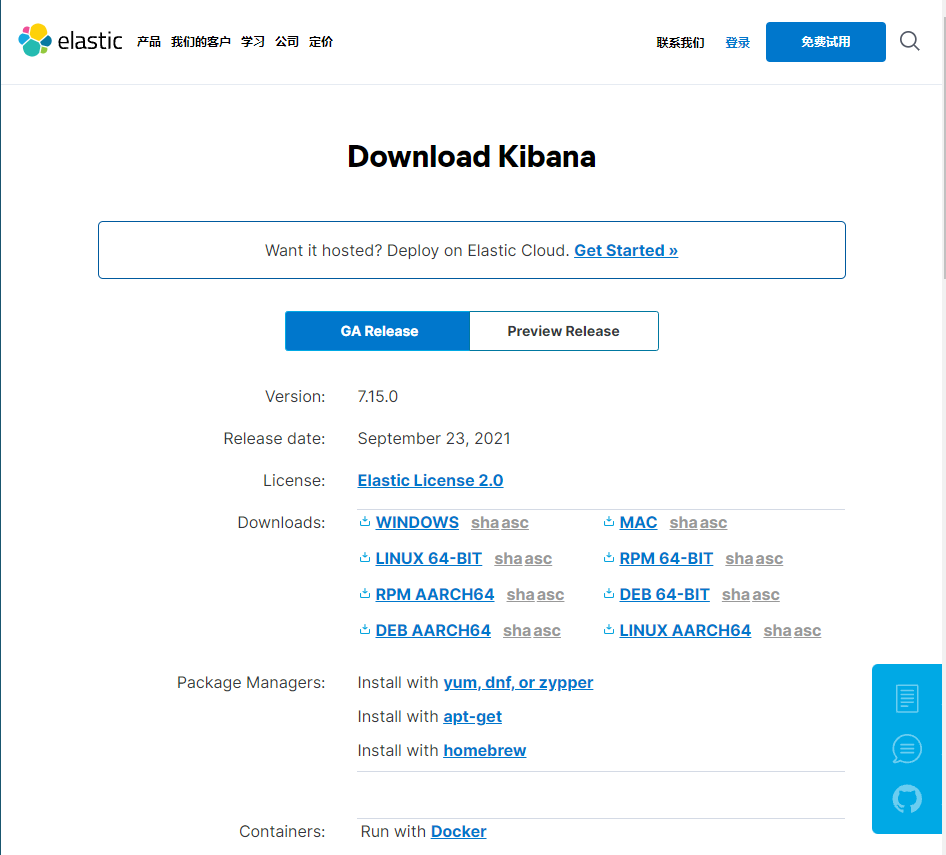 elastic 产品 我们的客户 学习 公司 定价 联系我们 登录 免费试用
Download Kibana
Want it hosted? Deploy on Elastic Cloud. Get Started »
GA Release Preview Release
Version: 7.15.0
Release date: September 23, 2021
License: Elastic License 2.0
Downloads: WINDOWS sha asc MAC sha asc
LINUX 64-BIT sha asc RPM 64-BIT sha asc
RPM AARCH64 sha asc DEB 64-BIT sha asc
DEB AARCH64 sha asc LINUX AARCH64 sha asc
Package Managers: Install with yum, dnf, or zypper
Install with apt-get
Install with homebrew
Containers: Run with Docker